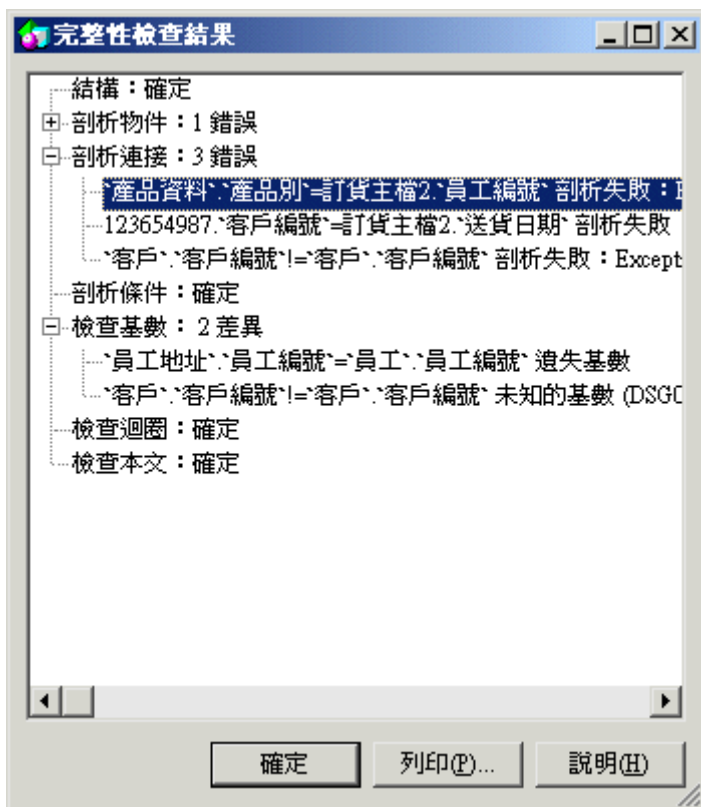 完整性檢查結果
結構：確定
剖析物件：1 錯誤
剖析連接：3 錯誤
`產品資料`.`產品別`=訂貨主檔2.`員工編號` 剖析失敗：E
123654987.`客戶編號`=訂貨主檔2.`送貨日期` 剖析失敗
`客戶`.`客戶編號`!=`客戶`.`客戶編號` 剖析失敗：Except
剖析條件：確定
檢查基數： 2 差異
`員工地址`.`員工編號`=`員工`.`員工編號` 遺失基數
`客戶`.`客戶編號`!=`客戶`.`客戶編號` 未知的基數 (DSGC
檢查迴圈：確定
檢查本文：確定
確定 列印(P)... 說明(H)